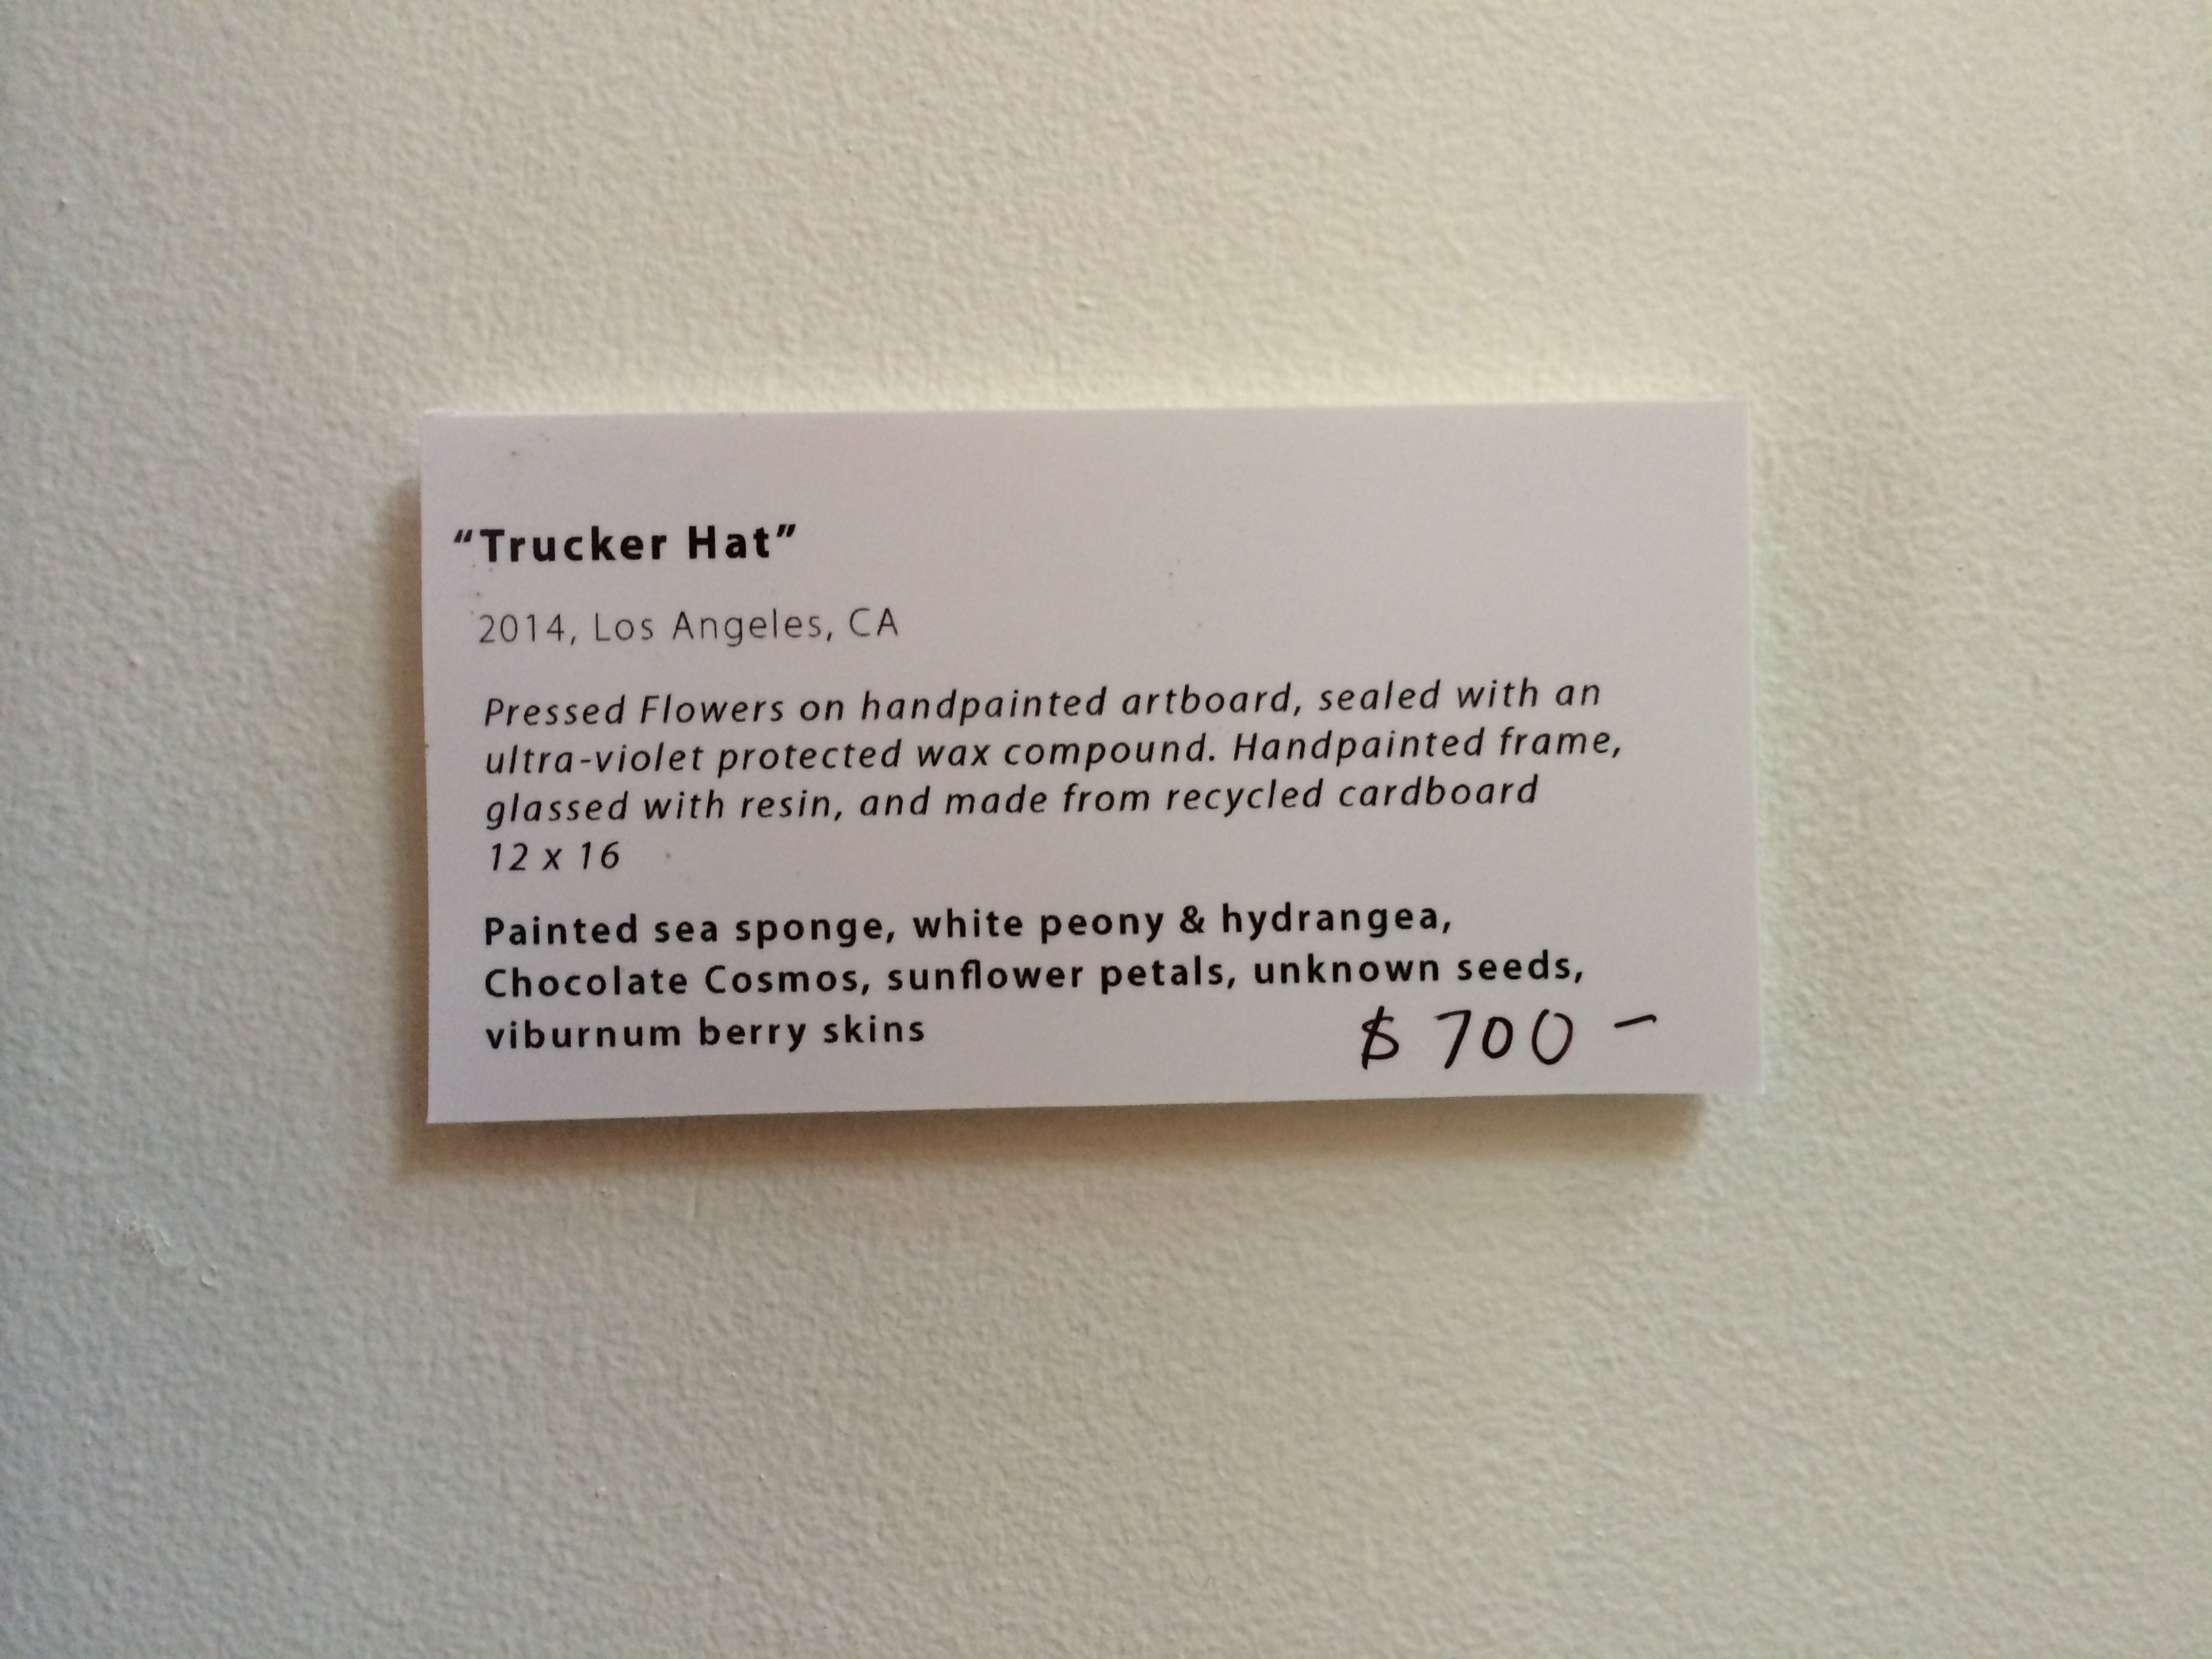 “Trucker Hat”
2014, Los Angeles, CA
Pressed Flowers on handpainted artboard, sealed with an
ultra-violet protected wax compound. Handpainted frame,
glassed with resin, and made from recycled cardboard
12 x 16
Painted sea sponge, white peony & hydrangea,
Chocolate Cosmos, sunflower petals, unknown seeds,
viburnum berry skins
$ 700 –